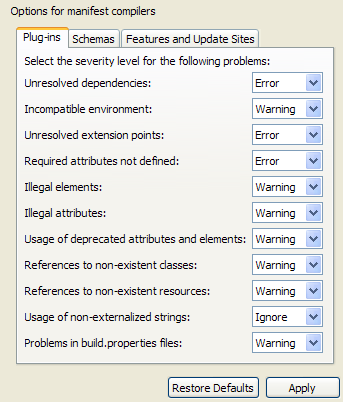 Options for manifest compilers
Plug-ins Schemas Features and Update Sites
Select the severity level for the following problems:
Unresolved dependencies: Error
Incompatible environment: Warning
Unresolved extension points: Error
Required attributes not defined: Error
Illegal elements: Warning
Illegal attributes: Warning
Usage of deprecated attributes and elements: Warning
References to non-existent classes: Warning
References to non-existent resources: Warning
Usage of non-externalized strings: Ignore
Problems in build.properties files: Warning
Restore Defaults Apply